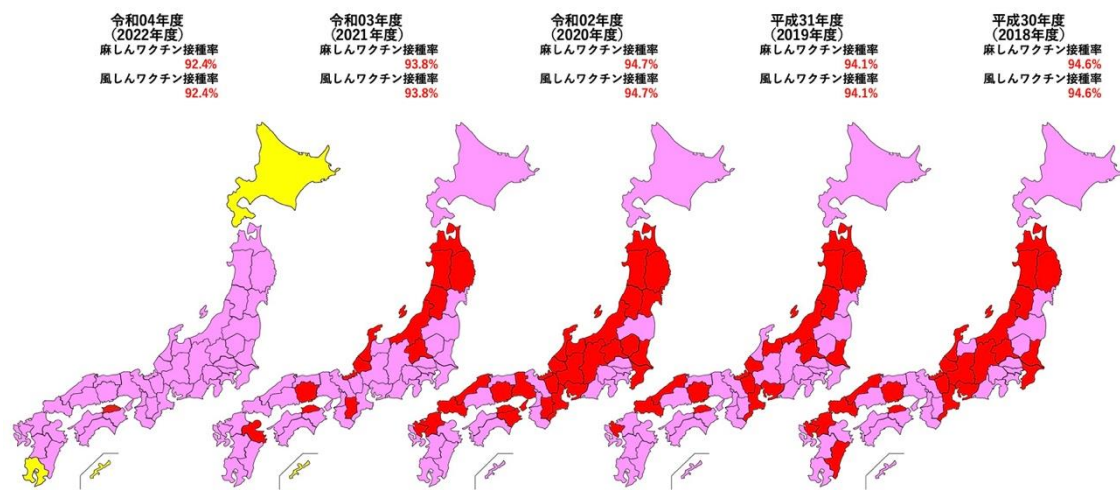 令和04年度
(2022年度)
麻しんワクチン接種率
92.4%
風しんワクチン接種率
92.4%
令和03年度
(2021年度)
麻しんワクチン接種率
93.8%
風しんワクチン接種率
93.8%
令和02年度
(2020年度)
麻しんワクチン接種率
94.7%
風しんワクチン接種率
94.7%
平成31年度
(2019年度)
麻しんワクチン接種率
94.1%
風しんワクチン接種率
94.1%
平成30年度
(2018年度)
麻しんワクチン接種率
94.6%
風しんワクチン接種率
94.6%